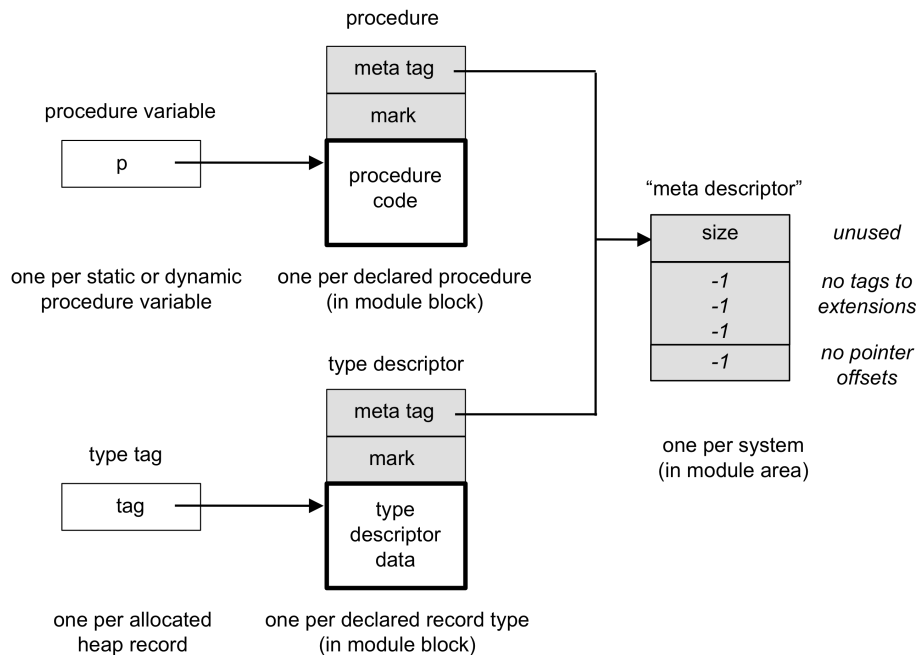 procedure
meta tag
mark
procedure variable
p
procedure
code
"meta descriptor"
size
unused
-1
-1
-1
no tags to
extensions
-1
no pointer
offsets
one per static or dynamic
procedure variable
one per declared procedure
(in module block)
type descriptor
meta tag
mark
one per system
(in module area)
type tag
tag
type
descriptor
data
one per allocated
heap record
one per declared record type
(in module block)